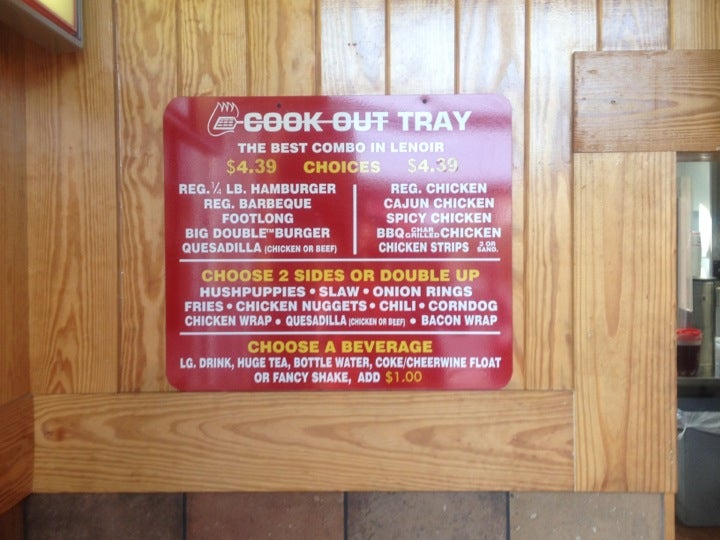 COOK OUT TRAY
THE BEST COMBO IN LENOIR
$4.39 CHOICES $4.39
REG. ¼ LB. HAMBURGER
REG. BARBEQUE
FOOTLONG
BIG DOUBLE™ BURGER
QUESADILLA (CHICKEN OR BEEF)
REG. CHICKEN
CAJUN CHICKEN
SPICY CHICKEN
BBQ CHAR GRILLED CHICKEN
CHICKEN STRIPS 3 OR SAND.
CHOOSE 2 SIDES OR DOUBLE UP
HUSHPUPPIES • SLAW • ONION RINGS
FRIES • CHICKEN NUGGETS • CHILI • CORNDOG
CHICKEN WRAP • QUESADILLA (CHICKEN OR BEEF) • BACON WRAP
CHOOSE A BEVERAGE
LG. DRINK, HUGE TEA, BOTTLE WATER, COKE/CHEERWINE FLOAT
OR FANCY SHAKE, ADD $1.00